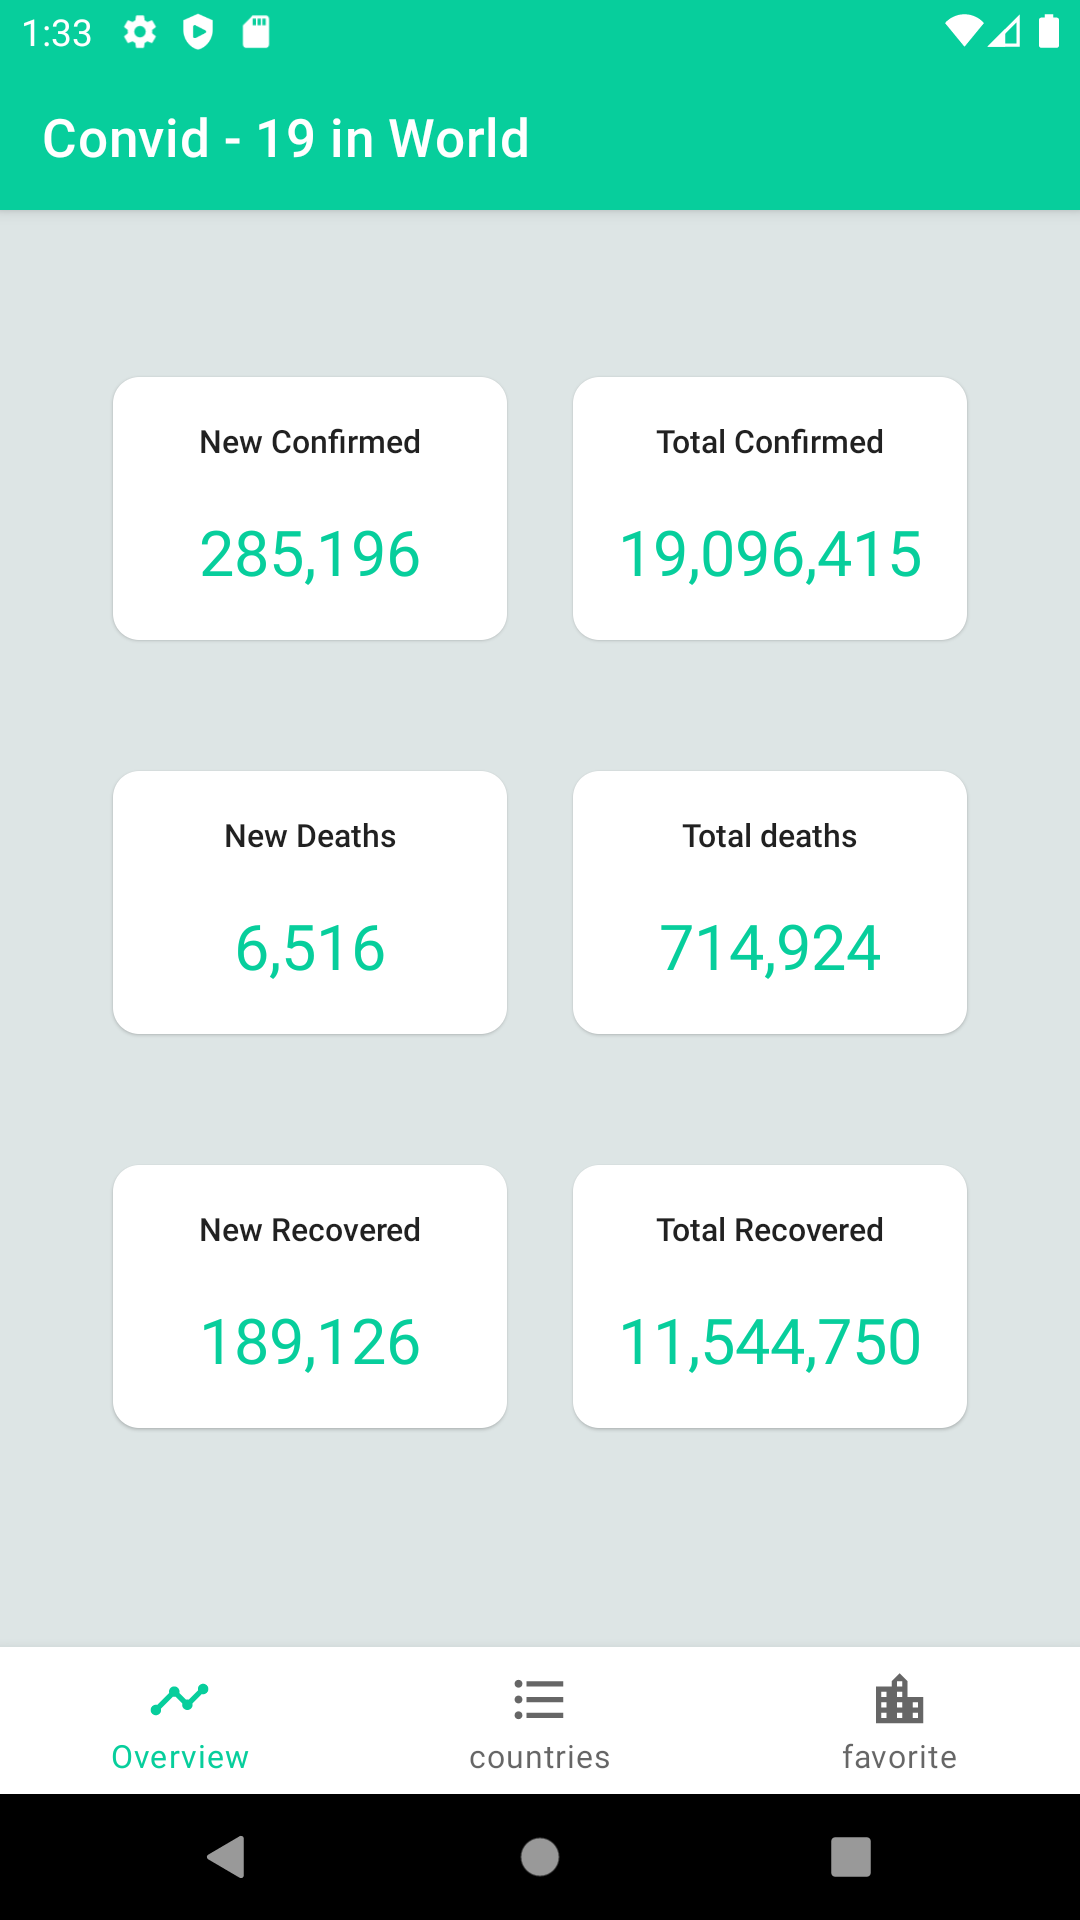 1:33
Convid - 19 in World
New Confirmed
285,196
Total Confirmed
19,096,415
New Deaths
6,516
Total deaths
714,924
New Recovered
189,126
Total Recovered
11,544,750
Overview
countries
favorite